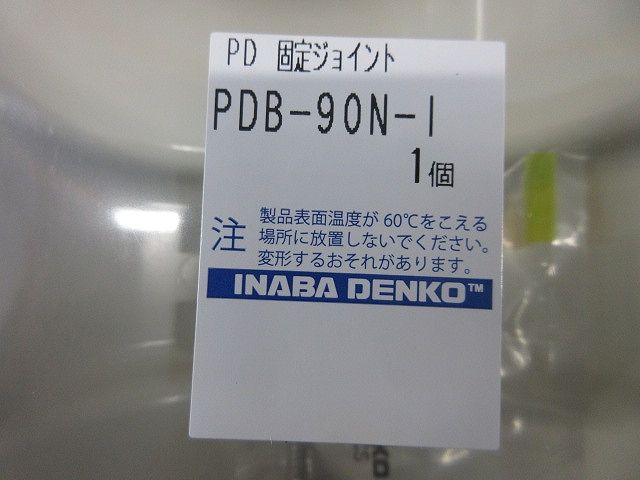 PD 固定ジョイント
PDB-90N-I
1個
注
製品表面温度が60℃をこえる
場所に放置しないでください。
変形するおそれがあります。
INABA DENKO™